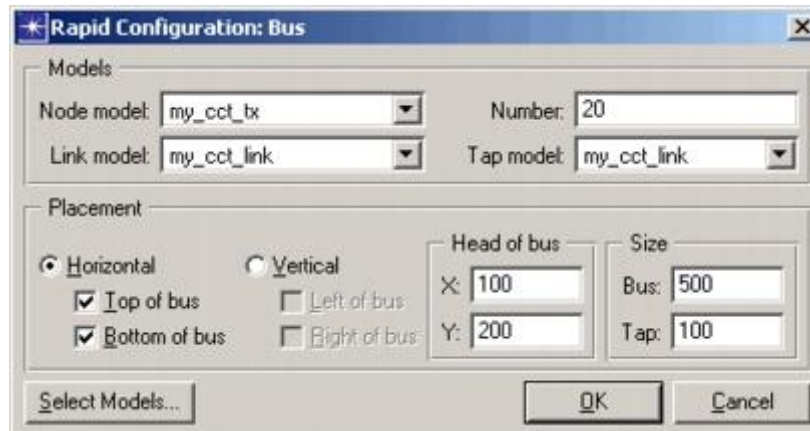 Rapid Configuration: Bus
Models
Node model: my_cct_tx Number: 20
Link model: my_cct_link Tap model: my_cct_link
Placement
Horizontal Vertical Head of bus Size
Top of bus Left of bus X: 100 Bus: 500
Bottom of bus Right of bus Y: 200 Tap: 100
Select Models... OK Cancel